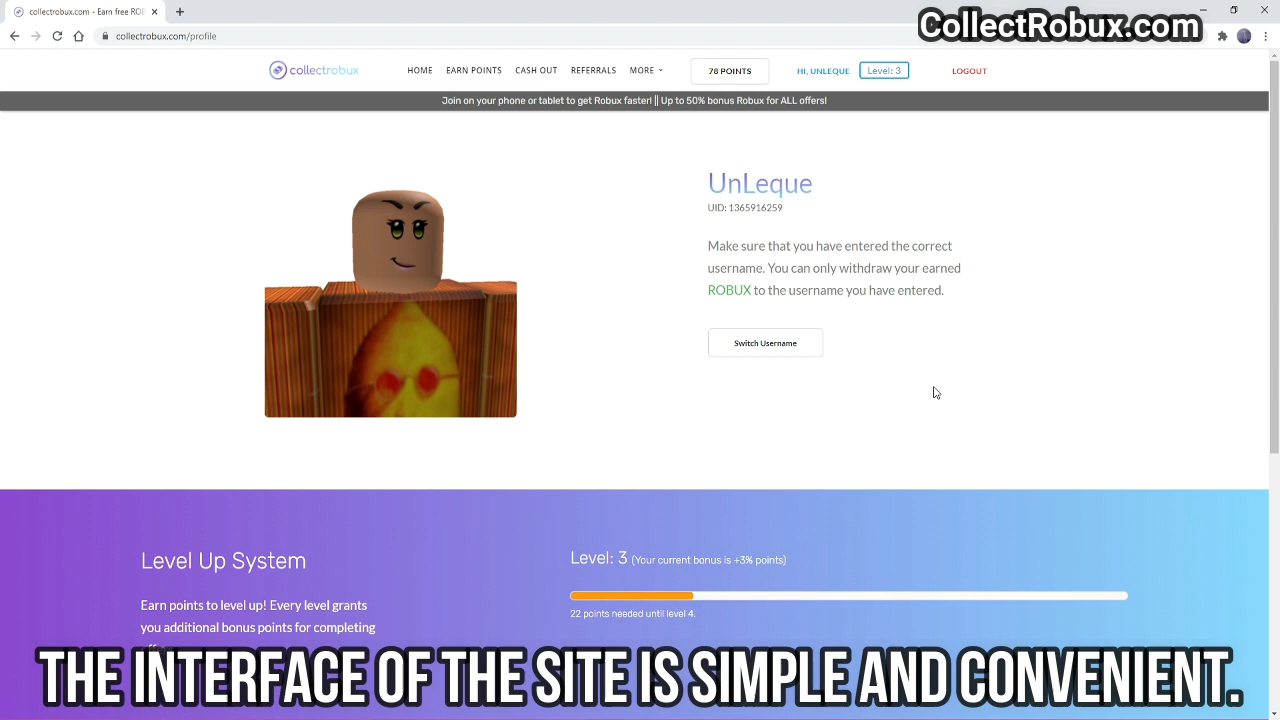 collectrobux.com - Earn free ROB
CollectRobux.com
collectrobux.com/profile
collectrobux
HOME
EARN POINTS
CASH OUT
REFERRALS
MORE
78 POINTS
HI, UNLEQUE
Level: 3
LOGOUT
Join on your phone or tablet to get Robux faster! || Up to 50% bonus Robux for ALL offers!
UnLeque
UID: 1365916259
Make sure that you have entered the correct
username. You can only withdraw your earned
ROBUX to the username you have entered.
Switch Username
Level Up System
Earn points to level up! Every level grants
you additional bonus points for completing
Level: 3 (Your current bonus is +3% points)
22 points needed until level 4.
THE INTERFACE OF THE SITE IS SIMPLE AND CONVENIENT.